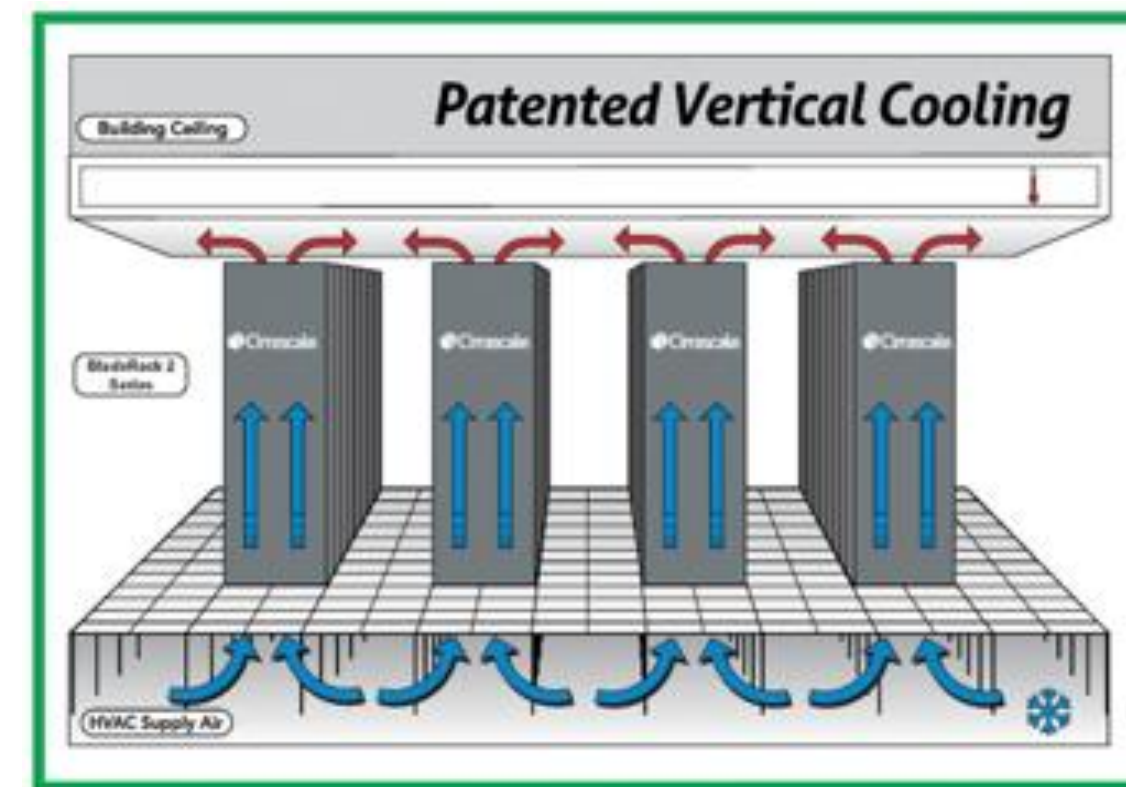 Patented Vertical Cooling
Building Ceiling
Cirrascale
Cirrascale
Cirrascale
Cirrascale
BladeRack 2
Series
HVAC Supply Air